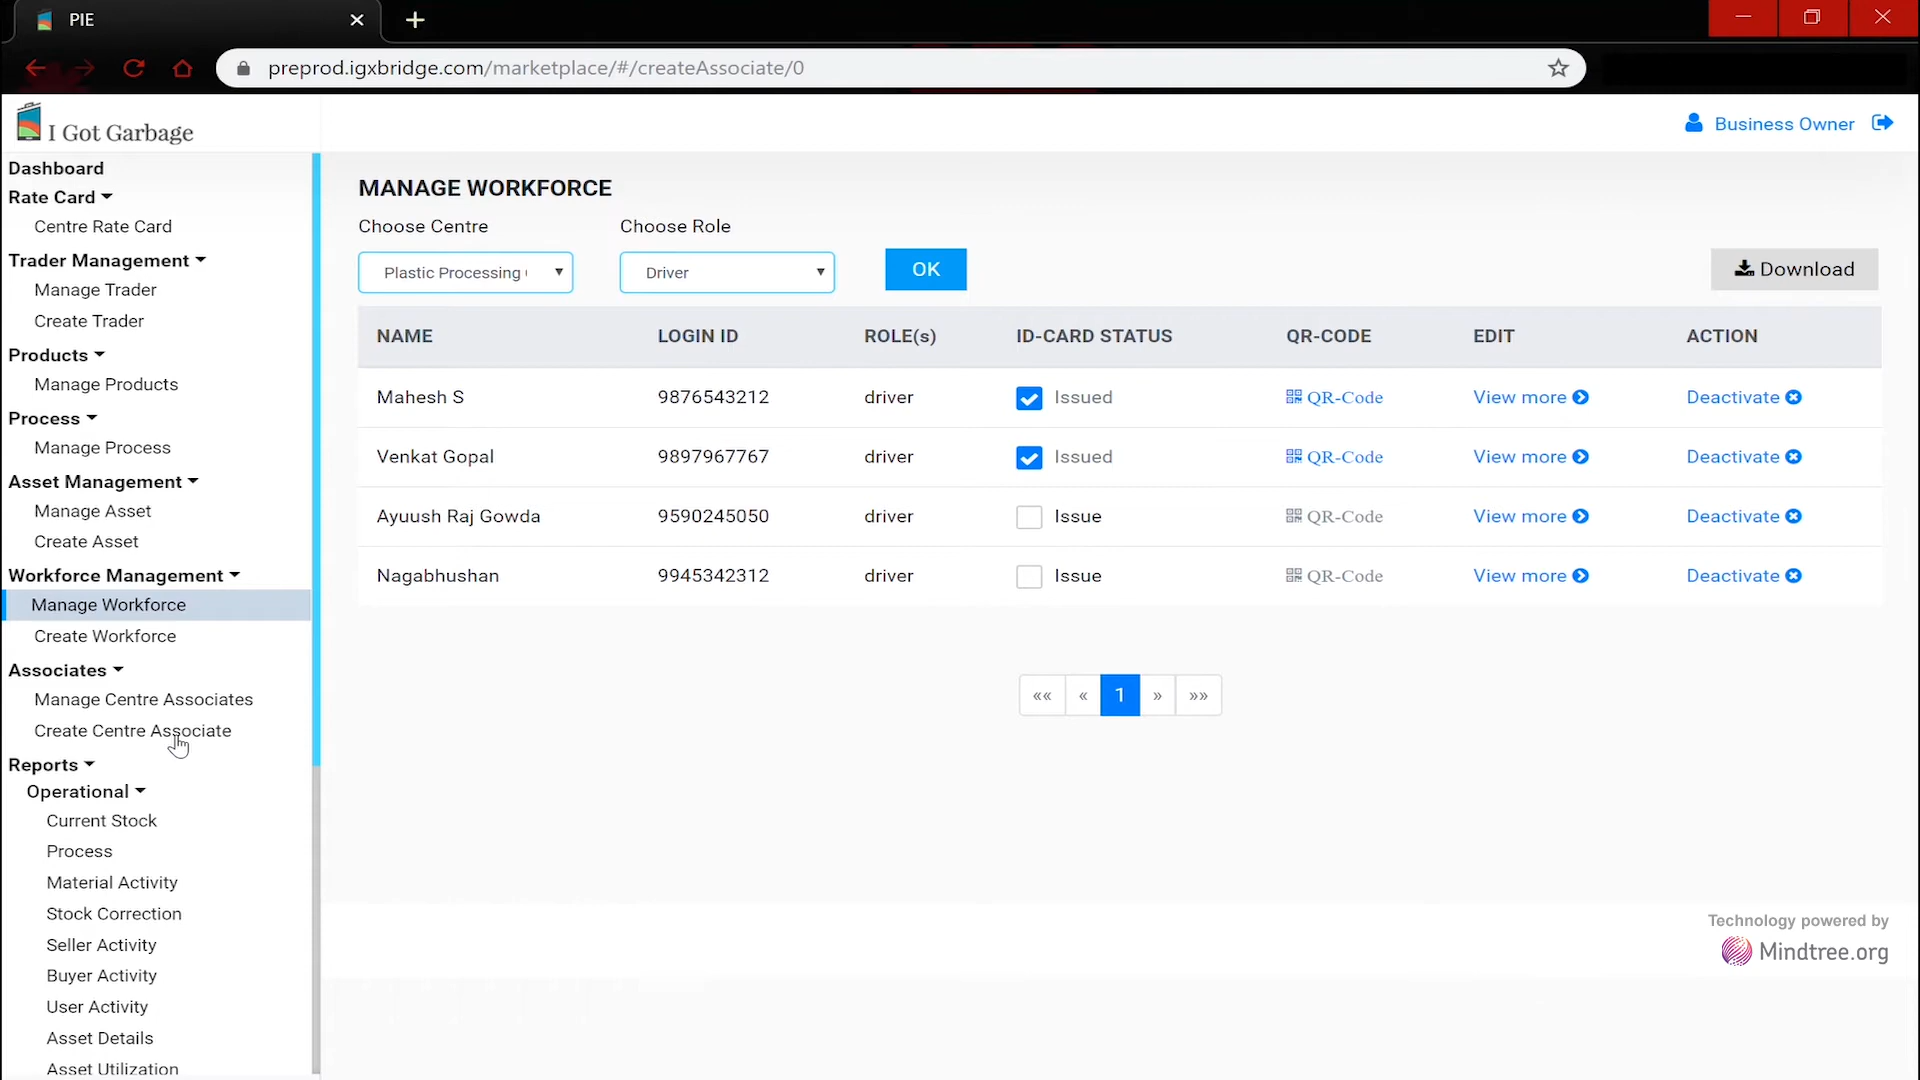 PIE
preprod.igxbridge.com/marketplace/#/createAssociate/0
I Got Garbage
Business Owner
Dashboard
Rate Card
Centre Rate Card
Trader Management
Manage Trader
Create Trader
Products
Manage Products
Process
Manage Process
Asset Management
Manage Asset
Create Asset
Workforce Management
Manage Workforce
Create Workforce
Associates
Manage Centre Associates
Create Centre Associate
Reports
Operational
Current Stock
Process
Material Activity
Stock Correction
Seller Activity
Buyer Activity
User Activity
Asset Details
Asset Utilization
MANAGE WORKFORCE
Choose Centre Choose Role
Plastic Processing Driver OK Download
NAME LOGIN ID ROLE(s) ID-CARD STATUS QR-CODE EDIT ACTION
Mahesh S 9876543212 driver Issued QR-Code View more Deactivate
Venkat Gopal 9897967767 driver Issued QR-Code View more Deactivate
Ayuush Raj Gowda 9590245050 driver Issue QR-Code View more Deactivate
Nagabhushan 9945342312 driver Issue QR-Code View more Deactivate
«« « 1 » »»
Technology powered by
Mindtree.org